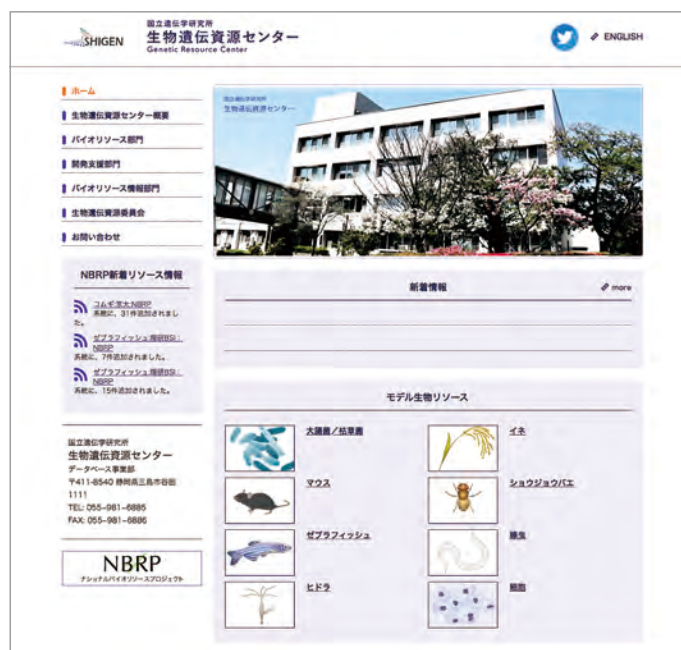 SHIGEN
国立遺伝学研究所
生物遺伝資源センター
Genetic Resource Center
ENGLISH
ホーム
生物遺伝資源センター概要
バイオリソース部門
開発支援部門
バイオリソース情報部門
生物遺伝資源委員会
お問い合わせ
国立遺伝学研究所
生物遺伝資源センター
NBRP新着リソース情報
コムギ:京大 NBRP
系統に、31件追加されまし
た。
ゼブラフィッシュ:理研BSI:
NBRP
系統に、7件追加されました。
ゼブラフィッシュ:理研BSI:
NBRP
系統に、15件追加されました。
新着情報
more
モデル生物リソース
大腸菌/枯草菌
イネ
マウス
ショウジョウバエ
ゼブラフィッシュ
線虫
ヒドラ
細胞
国立遺伝学研究所
生物遺伝資源センター
データベース事業部
〒411-8540 静岡県三島市谷田
1111
TEL: 055-981-6885
FAX: 055-981-6886
NBRP
ナショナルバイオリソースプロジェクト